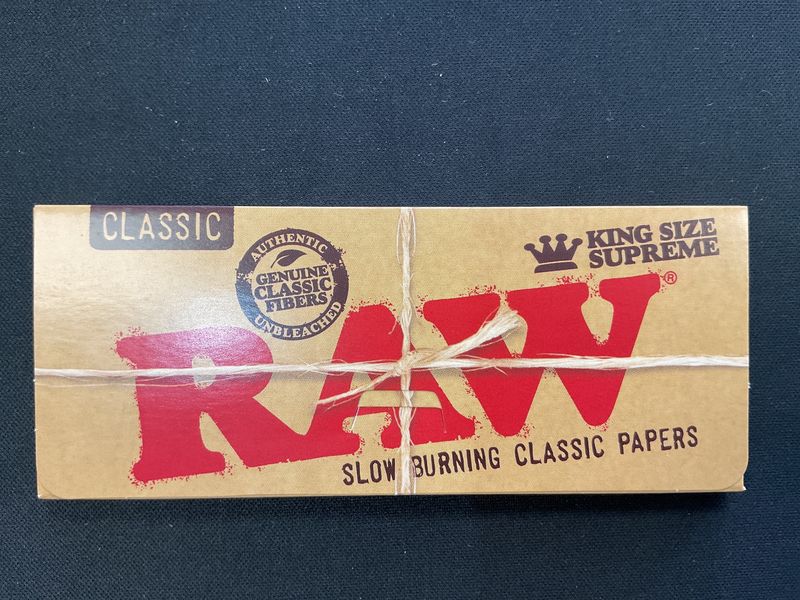 CLASSIC
AUTHENTIC
GENUINE
CLASSIC
FIBERS
UNBLEACHED
KING SIZE
SUPREME
RAW®
SLOW BURNING CLASSIC PAPERS